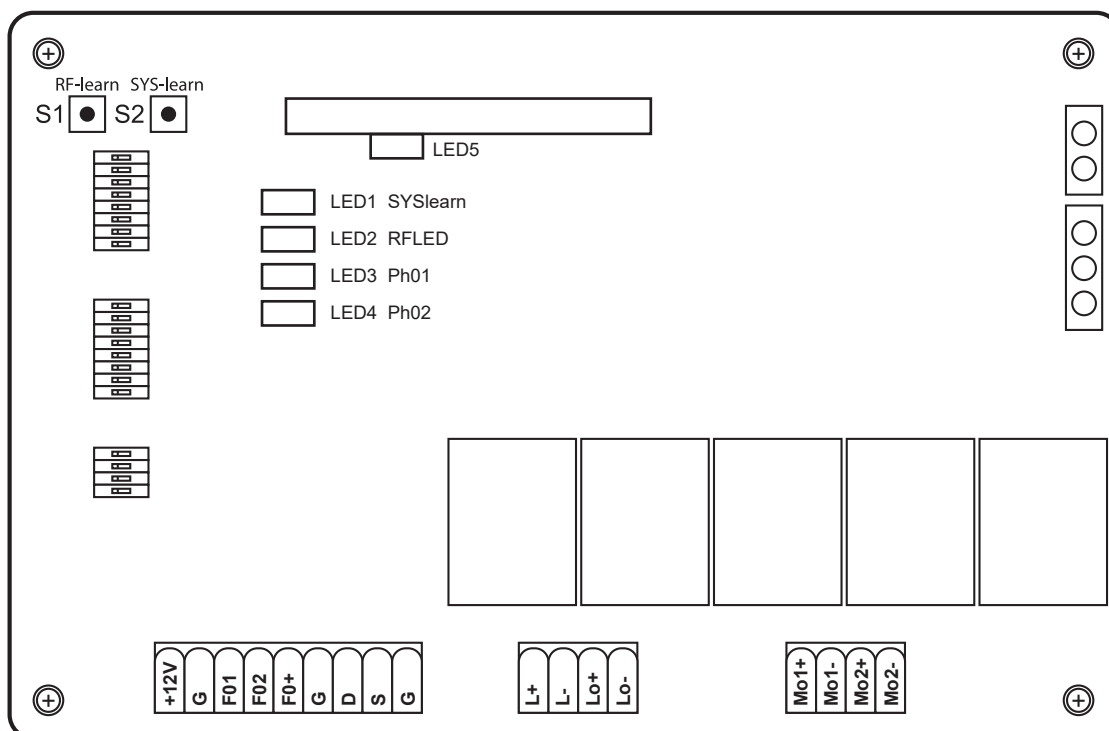 RF-learn SYS-learn
S1 S2
LED5
LED1 SYSlearn
LED2 RFLED
LED3 Ph01
LED4 Ph02
+12V G F01 F02 F0+ G D S G
L+ L- Lo+ Lo-
Mo1+ Mo1- Mo2+ Mo2-